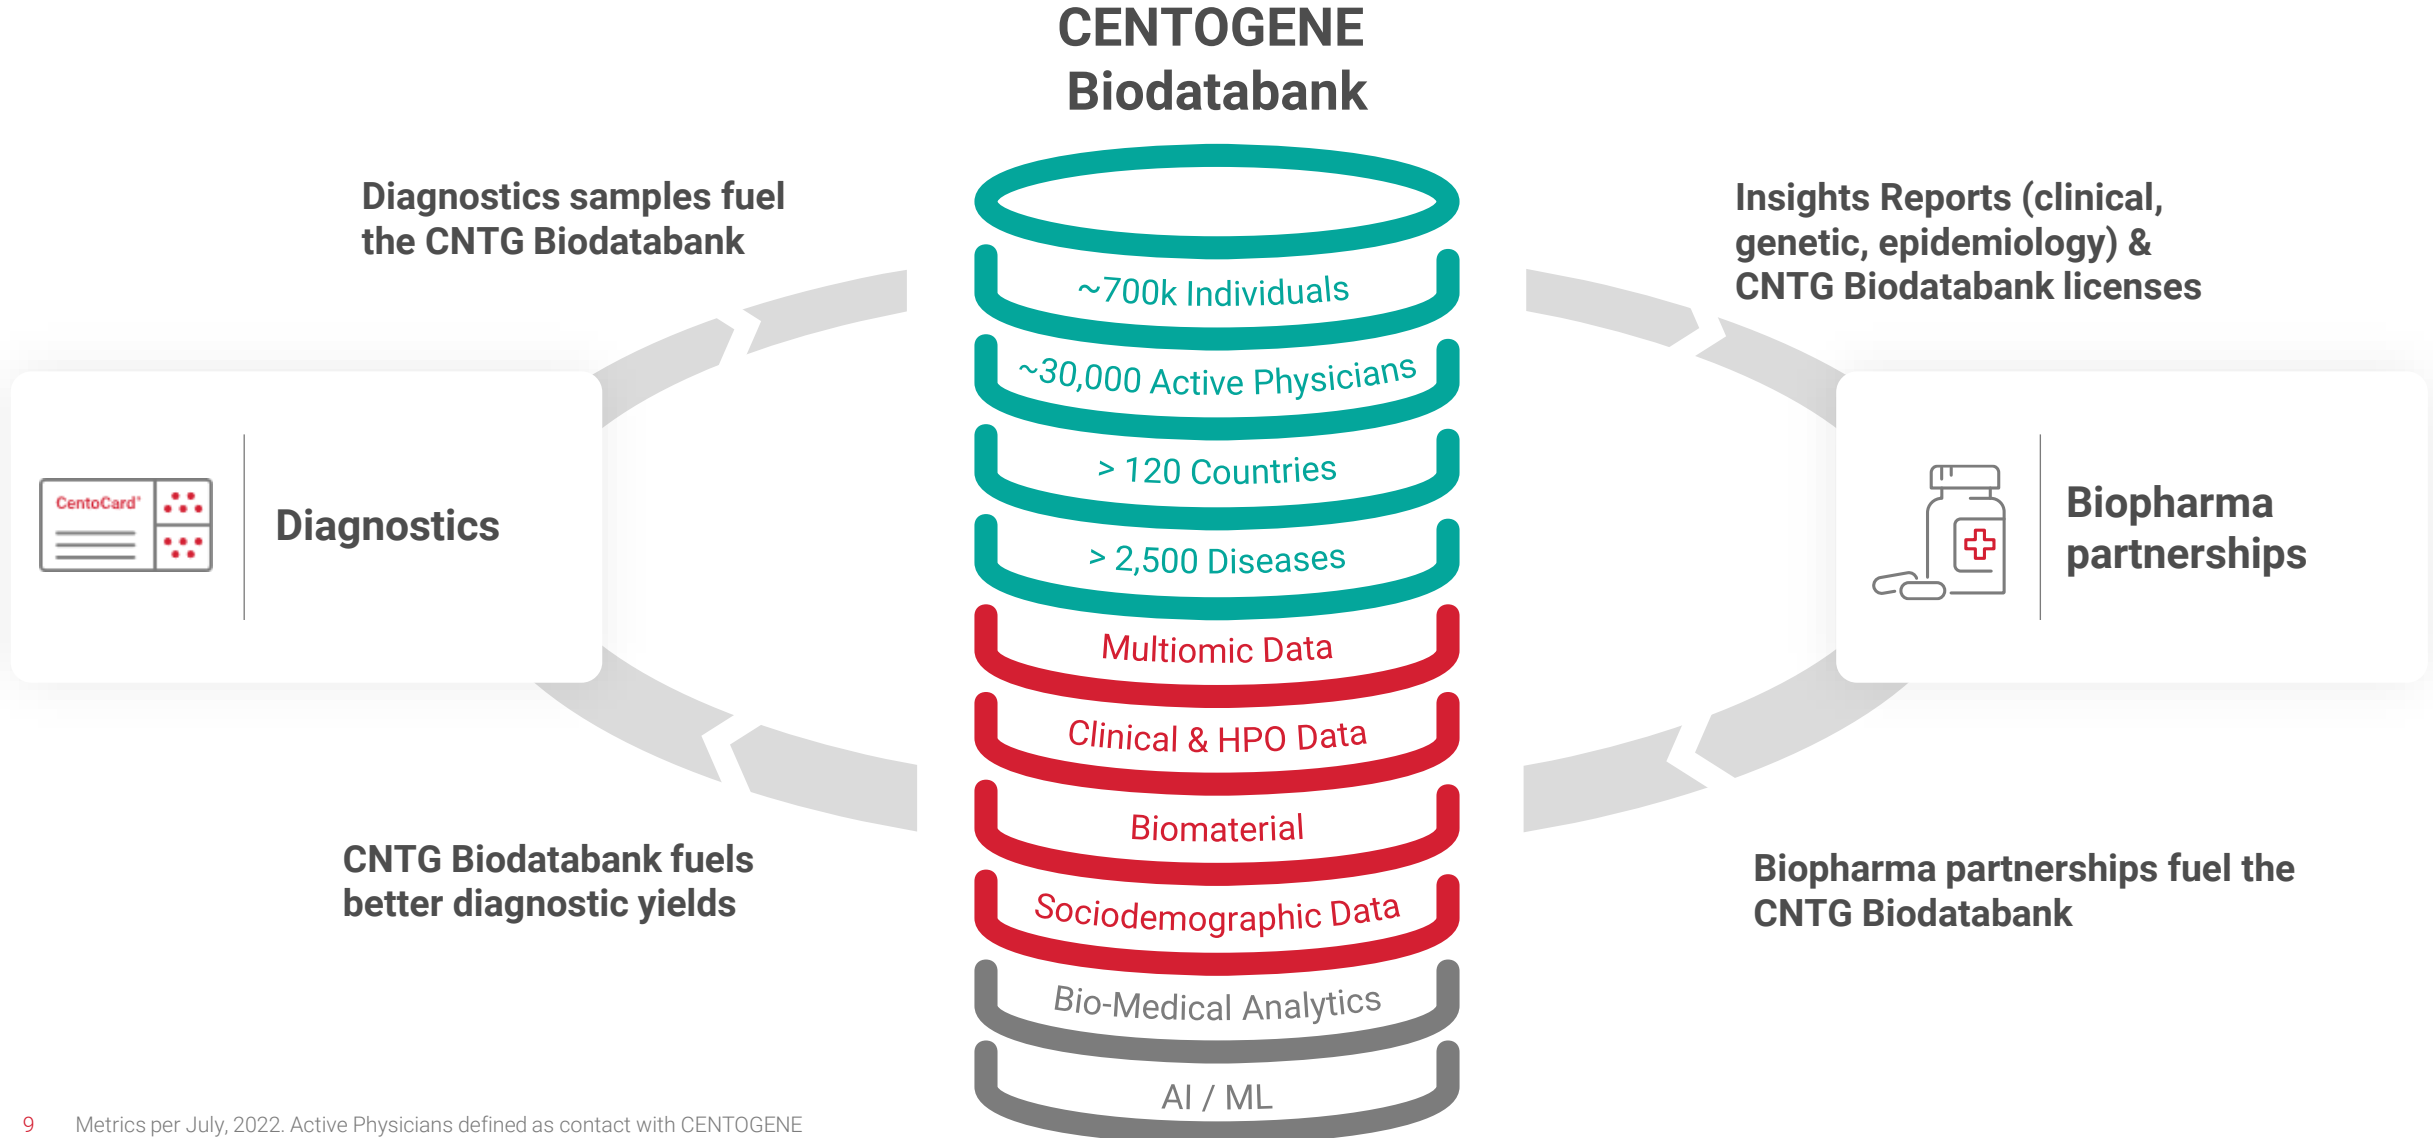 CENTOGENE
Biodatabank
Diagnostics samples fuel
the CNTG Biodatabank
Insights Reports (clinical,
genetic, epidemiology) &
CNTG Biodatabank licenses
~700k Individuals
~30,000 Active Physicians
> 120 Countries
> 2,500 Diseases
Multiomic Data
Clinical & HPO Data
Biomaterial
Sociodemographic Data
Bio-Medical Analytics
AI / ML
CentoCard®
Diagnostics
Biopharma
partnerships
CNTG Biodatabank fuels
better diagnostic yields
Biopharma partnerships fuel the
CNTG Biodatabank
9 Metrics per July, 2022. Active Physicians defined as contact with CENTOGENE